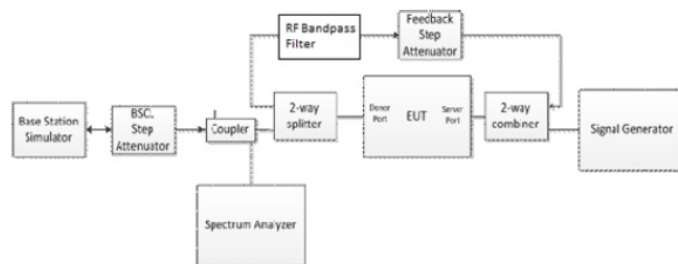 RF Bandpass
Filter
Feedback
Step
Attenuator
Base Station
Simulator
BSC,
Step
Attenuator
Coupler
2-way
splitter
Donor
Port
EUT
Server
Port
2-way
combiner
Signal Generator
Spectrum Analyzer